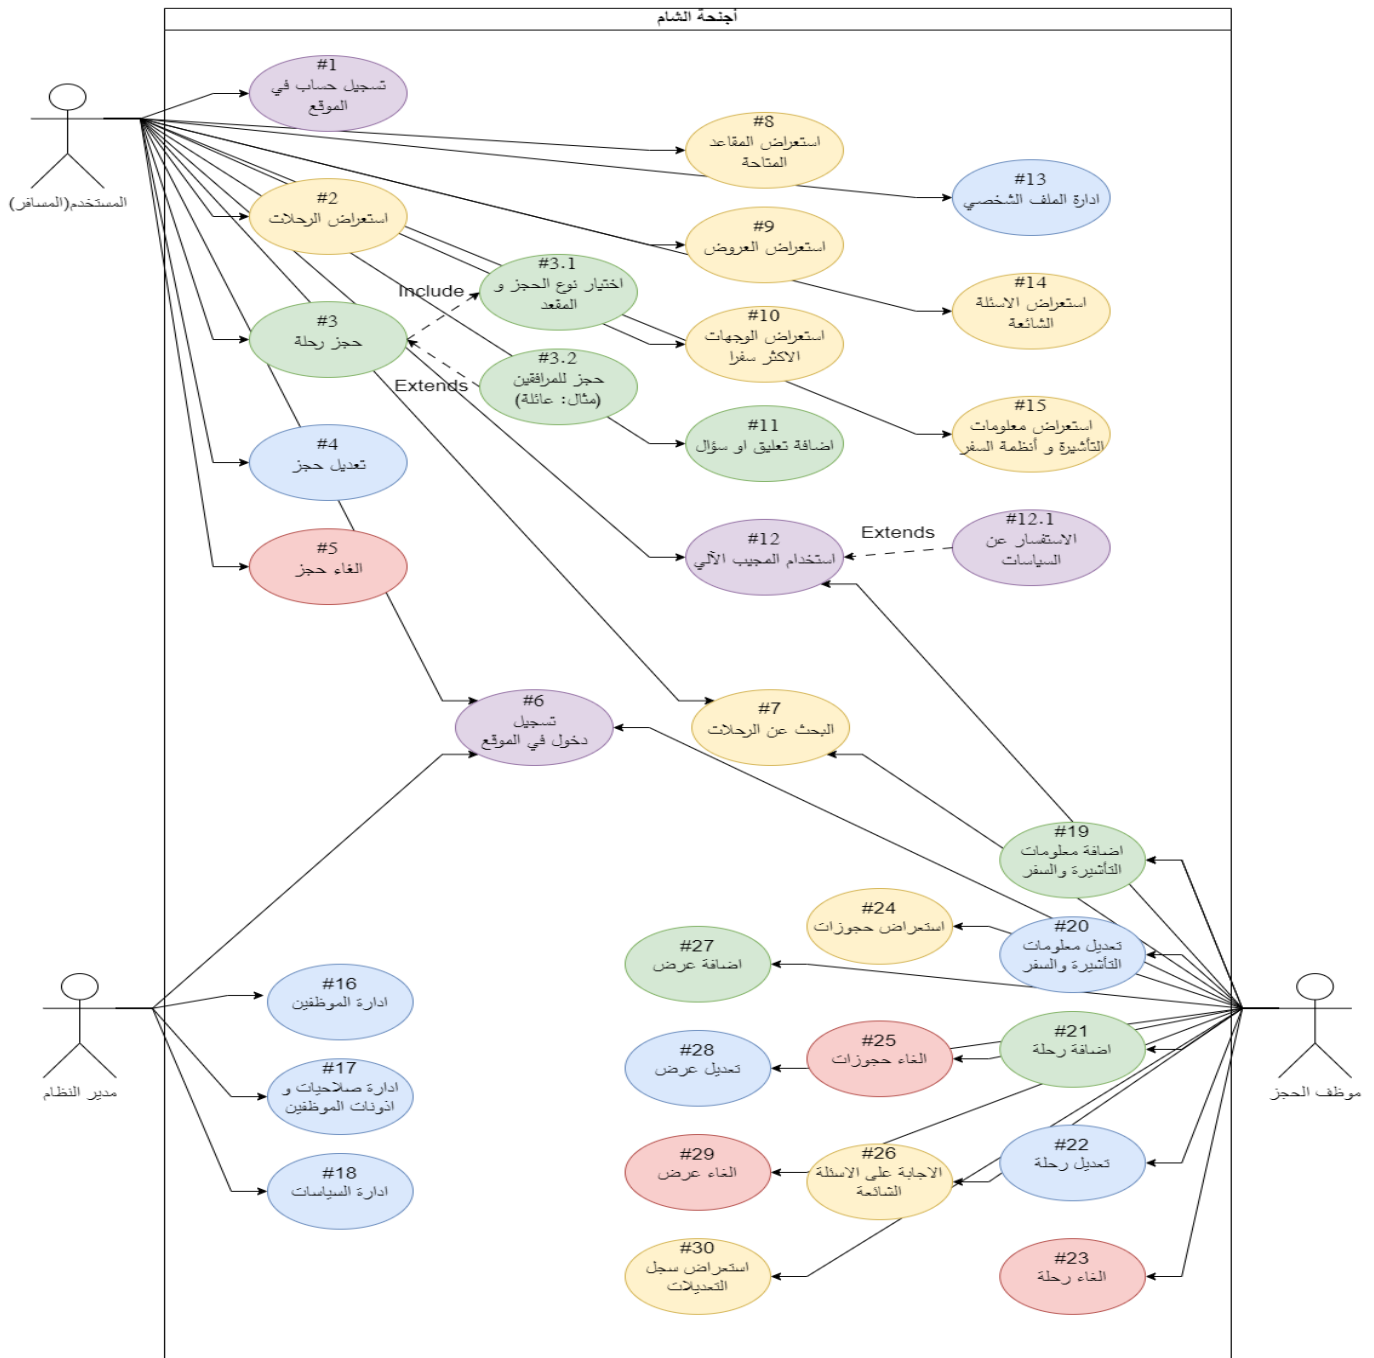 أجنحة الشام
#1
تسجيل حساب في
الموقع
المستخدم(المسافر)
#8
استعراض المقاعد
المتاحة
#13
ادارة الملف الشخصي
#2
استعراض الرحلات
#9
استعراض العروض
#3.1
اختيار نوع الحجز و
المقعد
Include
#14
استعراض الاسئلة
الشائعة
#3
حجز رحلة
#10
استعراض الوجهات
الاكثر سفرا
#3.2
حجز للمرافقين
(مثال: عائلة)
Extends
#11
اضافة تعليق او سؤال
#15
استعراض معلومات
التأشيرة و أنظمة السفر
#4
تعديل حجز
#5
الغاء حجز
#12
استخدام المجيب الآلي
Extends
#12.1
الاستفسار عن
السياسات
#6
تسجيل
دخول في الموقع
#7
البحث عن الرحلات
#19
اضافة معلومات
التأشيرة والسفر
#24
استعراض حجوزات
#20
تعديل معلومات
التأشيرة والسفر
#27
اضافة عرض
#16
ادارة الموظفين
#21
اضافة رحلة
#25
الغاء حجوزات
#28
تعديل عرض
#17
ادارة صلاحيات و
اذونات الموظفين
مدير النظام
موظف الحجز
#22
تعديل رحلة
#26
الاجابة على الاسئلة
الشائعة
#29
الغاء عرض
#18
ادارة السياسات
#30
استعراض سجل
التعديلات
#23
الغاء رحلة